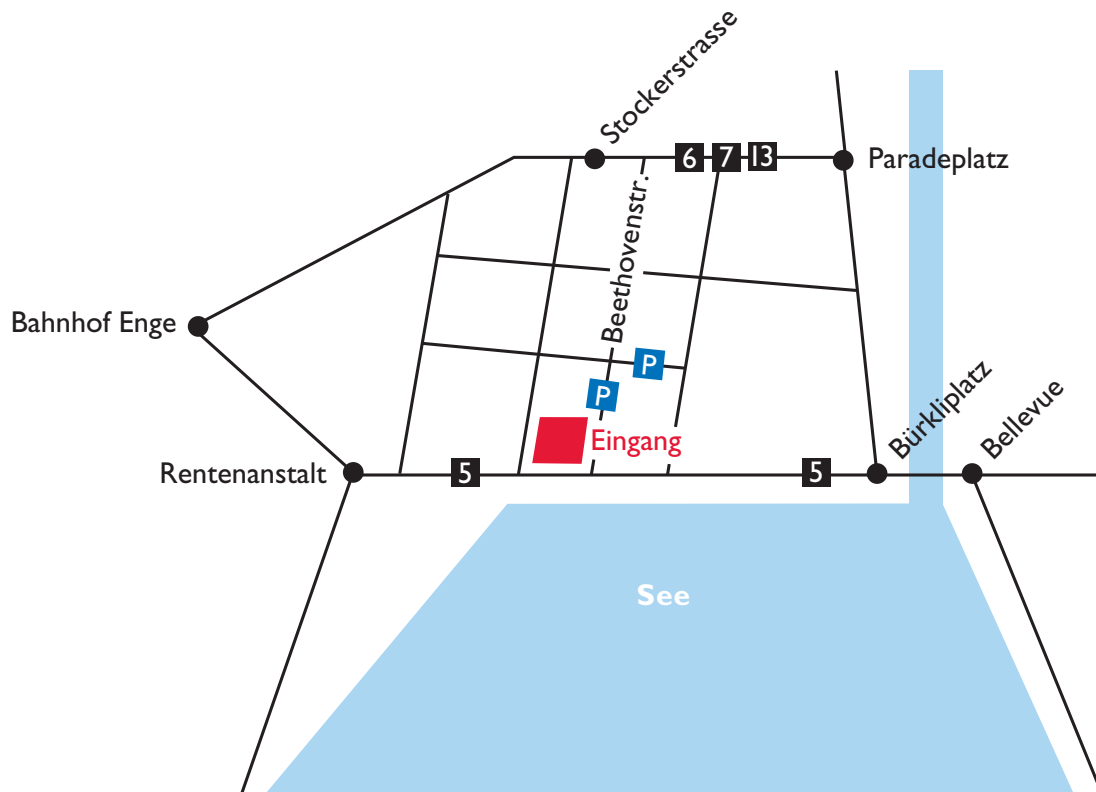 Stockerstrasse
6
7
13
Paradeplatz
Beethovenstr.
Bahnhof Enge
P
P
Eingang
Bürkliplatz
Bellevue
Rentenanstalt
5
5
See